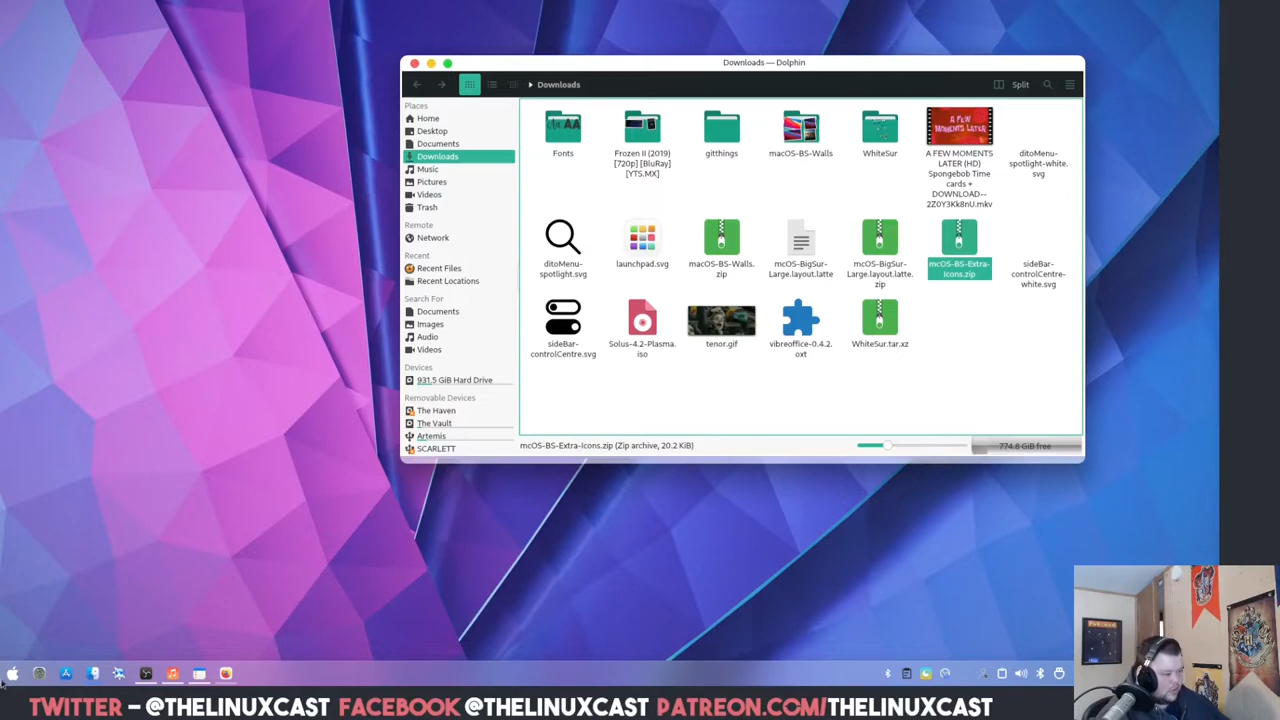 Downloads — Dolphin
Downloads
Split
Places
Home
Desktop
Documents
Downloads
Music
Pictures
Videos
Trash
Remote
Network
Recent
Recent Files
Recent Locations
Search For
Documents
Images
Audio
Videos
Devices
931.5 GiB Hard Drive
Removable Devices
The Haven
The Vault
Artemis
SCARLETT
Fonts
Frozen II (2019)
[720p] [BluRay]
[YTS.MX]
gitthings
macOS-BS-Walls
WhiteSur
A FEW MOMENTS
LATER (HD)
Spongebob Time
cards +
DOWNLOAD--
2Z0Y3Kk8nU.mkv
ditoMenu-
spotlight-white.
svg
ditoMenu-
spotlight.svg
launchpad.svg
macOS-BS-Walls.
zip
mcOS-BigSur-
Large.layout.latte
mcOS-BigSur-
Large.layout.latte.
zip
mcOS-BS-Extra-
Icons.zip
sideBar-
controlCentre-
white.svg
sideBar-
controlCentre.svg
Solus-4.2-Plasma.
iso
tenor.gif
vibreoffice-0.4.2.
oxt
WhiteSur.tar.xz
mcOS-BS-Extra-Icons.zip (Zip archive, 20.2 KiB)
774.8 GiB free
TWITTER – @THELINUXCAST FACEBOOK @THELINUXCAST PATREON.COM/THELINUXCAST